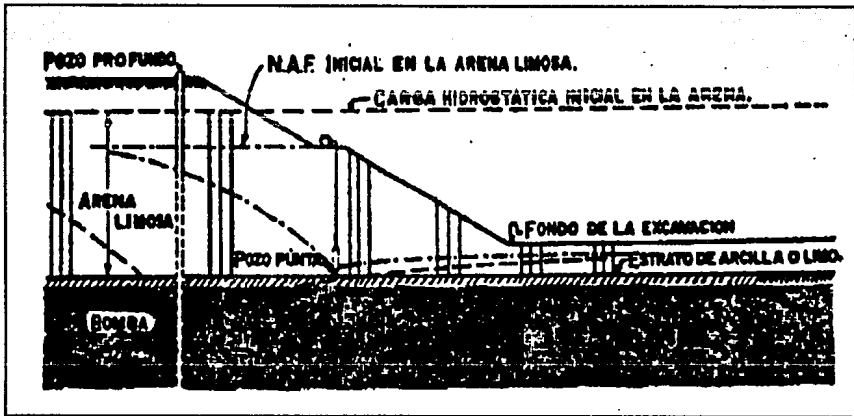 POZO PROFUNDO
N.A.F. INICIAL EN LA ARENA LIMOSA.
CARGA HIDROSTÁTICA INICIAL EN LA ARENA.
ARENA
LIMOSA
FONDO DE LA EXCAVACION
POZO PUNTA
ESTRATO DE ARCILLA O LIMO.
BOMBA